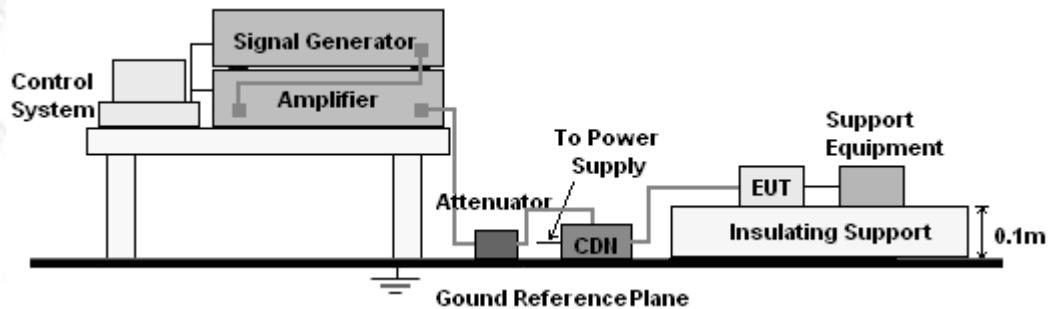 Signal Generator
Amplifier
Control
System
To Power
Supply
Attenuator
CDN
EUT
Support
Equipment
Insulating Support
0.1m
Gound Reference Plane